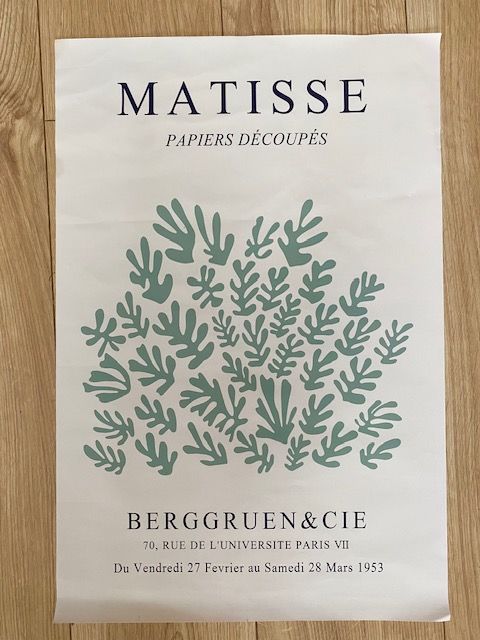 MATISSE
PAPIERS DÉCOUPÉS
BERGGRUEN&CIE
70, RUE DE L'UNIVERSITE PARIS VII
Du Vendredi 27 Fevrier au Samedi 28 Mars 1953